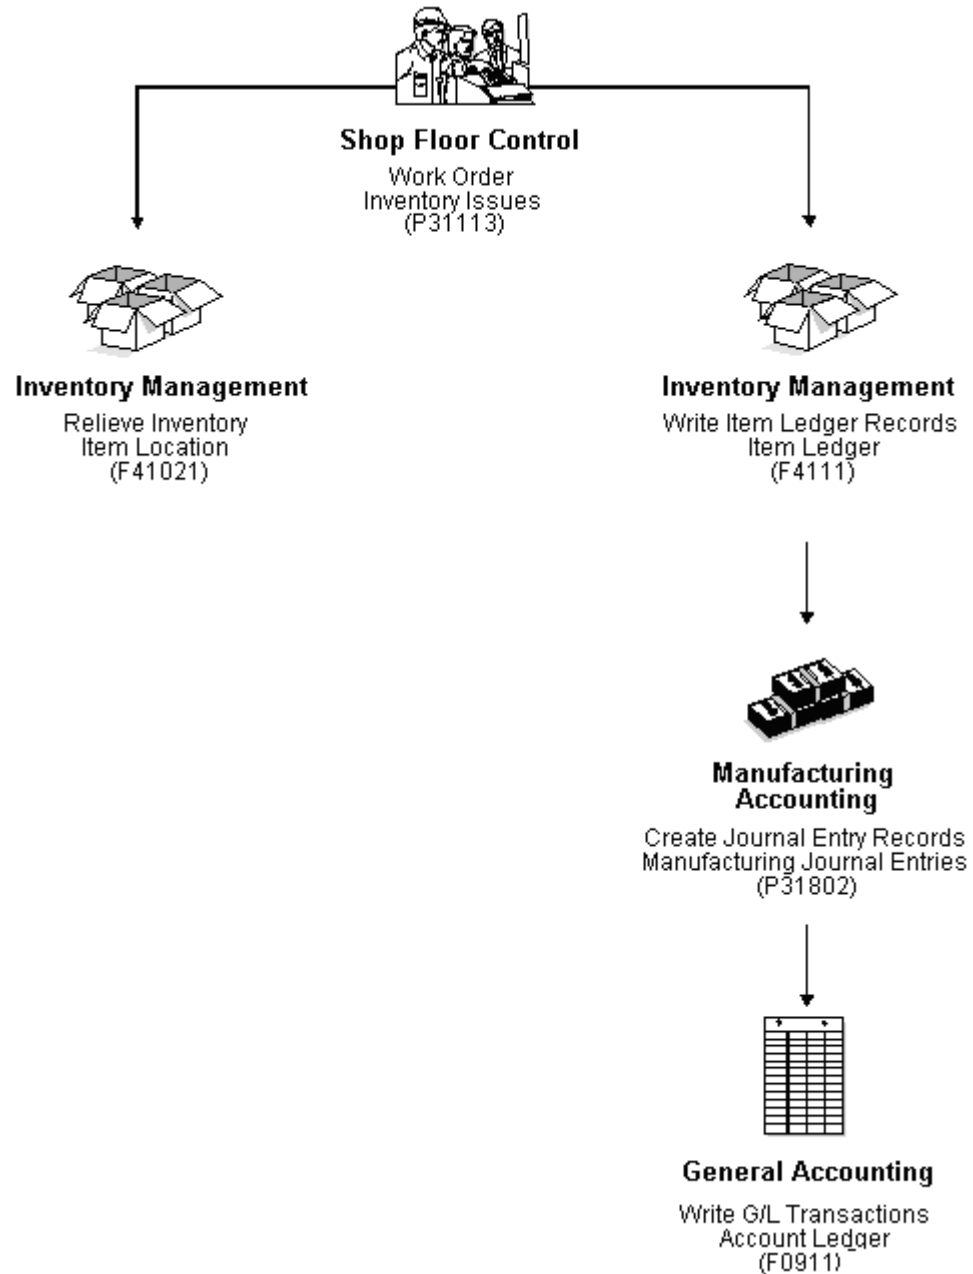 Shop Floor Control
Work Order
Inventory Issues
(P31113)
Inventory Management
Relieve Inventory
Item Location
(F41021)
Inventory Management
Write Item Ledger Records
Item Ledger
(F4111)
Manufacturing
Accounting
Create Journal Entry Records
Manufacturing Journal Entries
(P31802)
General Accounting
Write G/L Transactions
Account Ledger
(F0911)